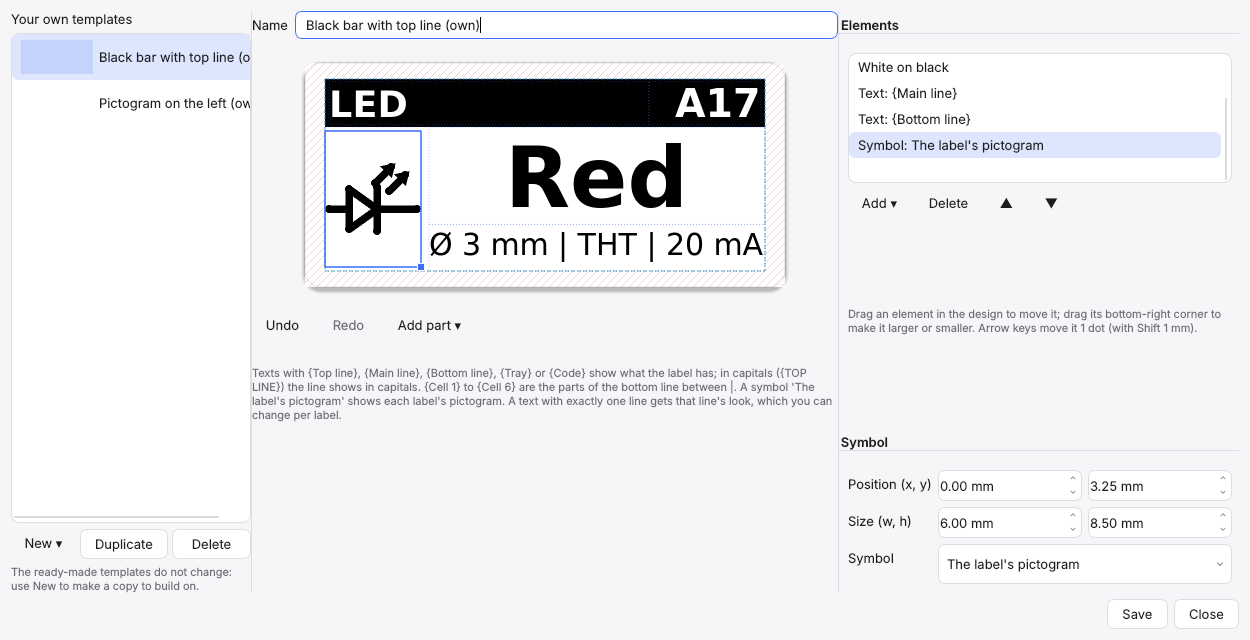 Your own templates
Black bar with top line (o
Pictogram on the left (ow
New ▾
Duplicate
Delete
The ready-made templates do not change:
use New to make a copy to build on.
Name
Black bar with top line (own)
LED
A17
Red
Ø 3 mm | THT | 20 mA
Undo
Redo
Add part ▾
Texts with {Top line}, {Main line}, {Bottom line}, {Tray} or {Code} show what the label has; in capitals ({TOP
LINE}) the line shows in capitals. {Cell 1} to {Cell 6} are the parts of the bottom line between |. A symbol 'The
label's pictogram' shows each label's pictogram. A text with exactly one line gets that line's look, which you can
change per label.
Elements
White on black
Text: {Main line}
Text: {Bottom line}
Symbol: The label's pictogram
Add ▾
Delete
▲
▼
Drag an element in the design to move it; drag its bottom-right corner to
make it larger or smaller. Arrow keys move it 1 dot (with Shift 1 mm).
Symbol
Position (x, y)
0.00 mm
3.25 mm
Size (w, h)
6.00 mm
8.50 mm
Symbol
The label's pictogram
Save
Close